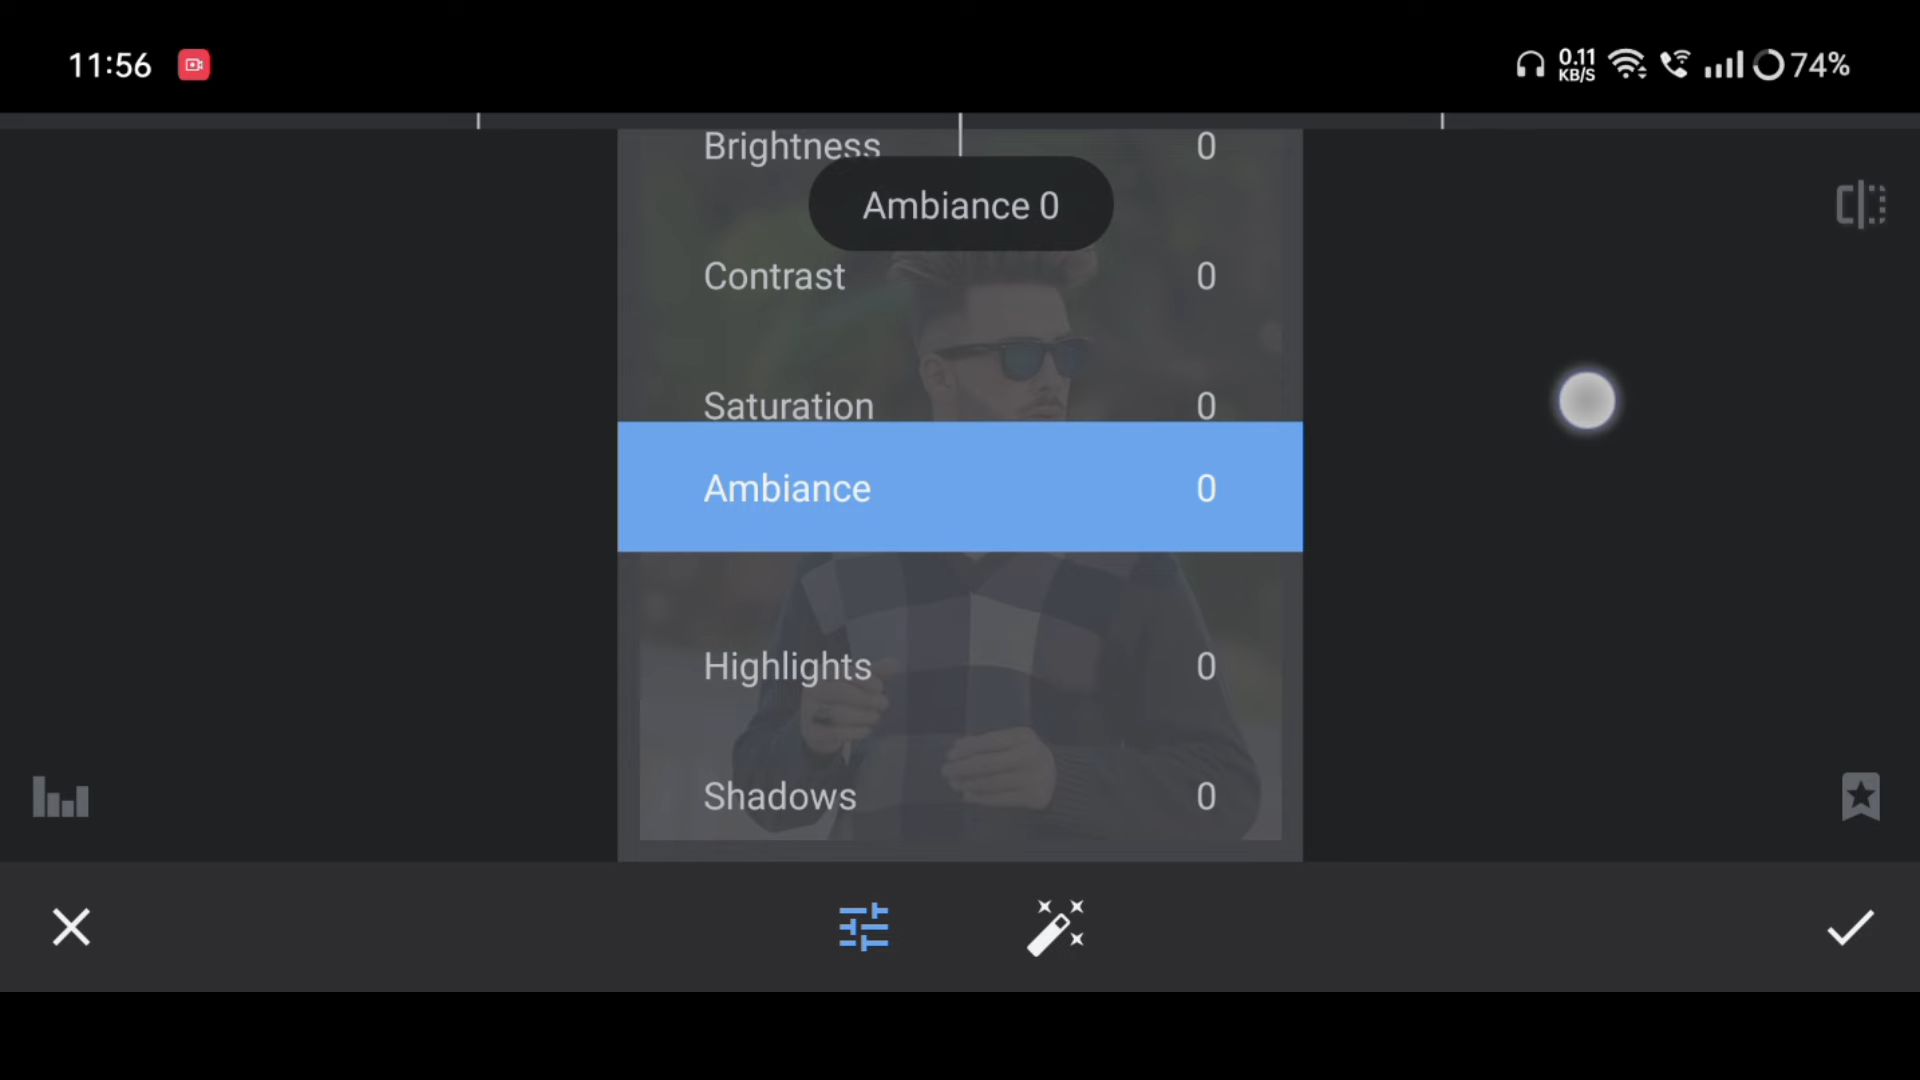 11:56
0.11
KB/S
74%
Brightness 0
Ambiance 0
Contrast 0
Saturation 0
Ambiance 0
Highlights 0
Shadows 0